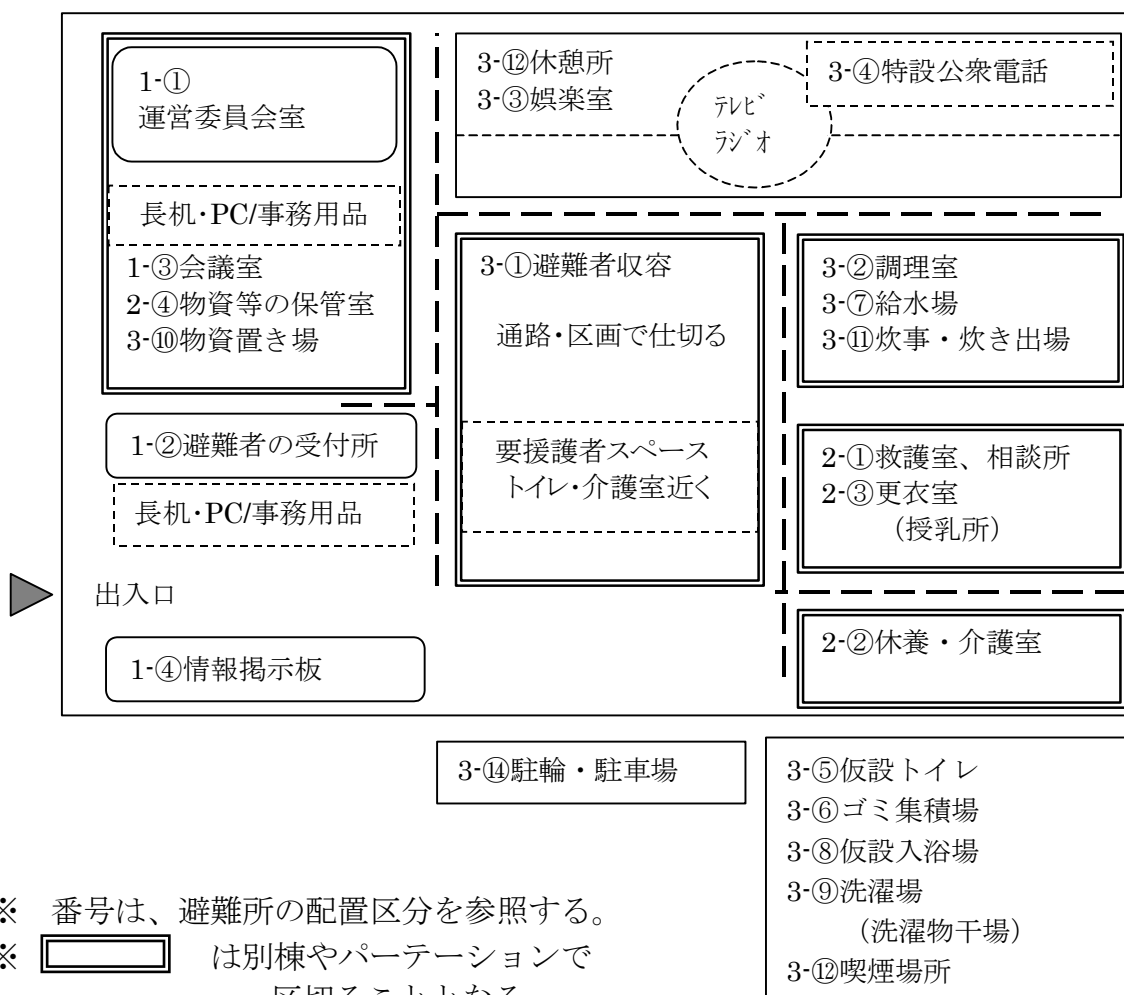 1-①
運営委員会室
長机・PC/事務用品
1-③会議室
2-④物資等の保管室
3-⑩物資置き場
1-②避難者の受付所
長机・PC/事務用品
出入口
1-④情報掲示板
3-⑫休憩所
3-③娯楽室
ﾃﾚﾋﾞ
ﾗｼﾞｵ
3-④特設公衆電話
3-①避難者収容
通路・区画で仕切る
要援護者スペース
トイレ・介護室近く
3-②調理室
3-⑦給水場
3-⑪炊事・炊き出場
2-①救護室、相談所
2-③更衣室
（授乳所）
2-②休養・介護室
3-⑭駐輪・駐車場
3-⑤仮設トイレ
3-⑥ゴミ集積場
3-⑧仮設入浴場
3-⑨洗濯場
（洗濯物干場）
3-⑫喫煙場所
※ 番号は、避難所の配置区分を参照する。
※ は別棟やパーテーションで
区切ることとなる